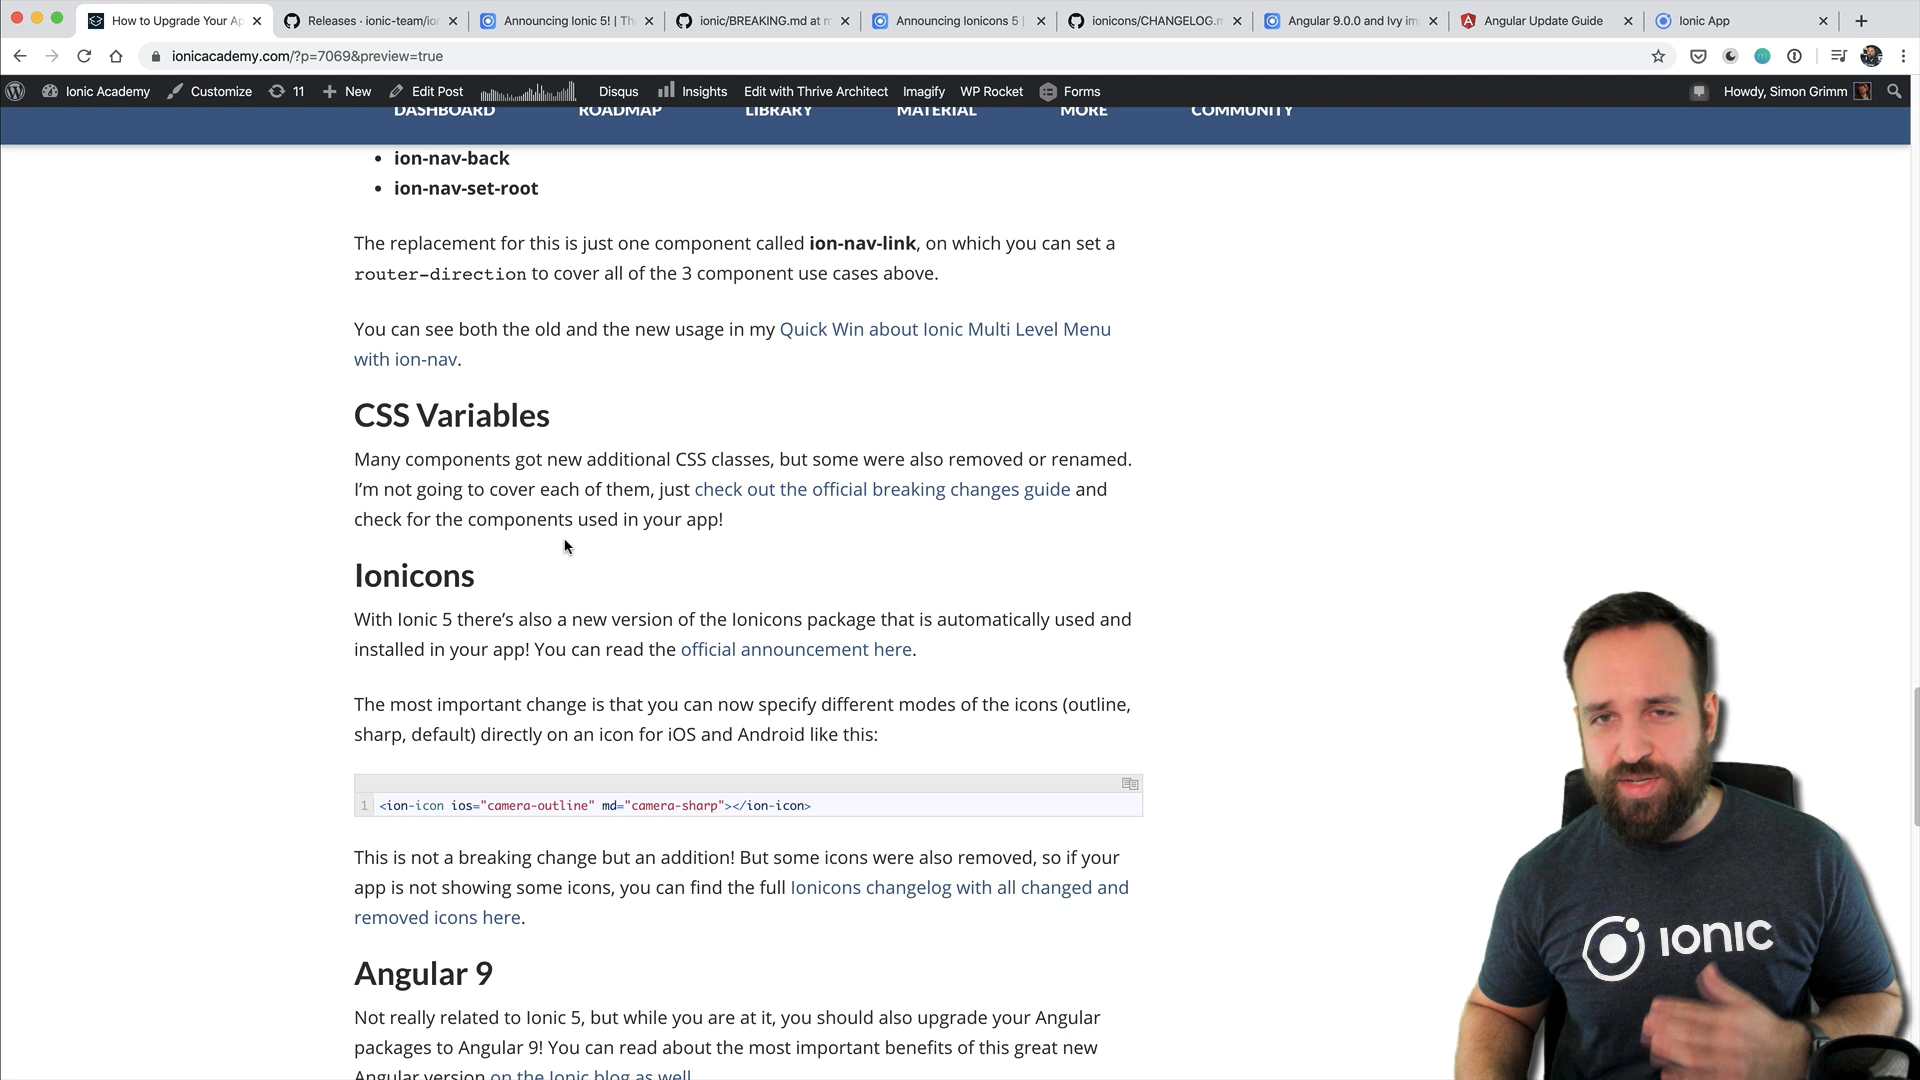 How to Upgrade Your Ap
Releases · ionic-team/io
Announcing Ionic 5! | Th
ionic/BREAKING.md at m
Announcing Ionicons 5 |
ionicons/CHANGELOG.m
Angular 9.0.0 and Ivy im
Angular Update Guide
Ionic App
ionicacademy.com/?p=7069&preview=true
Ionic Academy Customize 11 New Edit Post Disqus Insights Edit with Thrive Architect Imagify WP Rocket Forms Howdy, Simon Grimm
DASHBOARD ROADMAP LIBRARY MATERIAL MORE COMMUNITY
• ion-nav-back
• ion-nav-set-root
The replacement for this is just one component called ion-nav-link, on which you can set a
router-direction to cover all of the 3 component use cases above.
You can see both the old and the new usage in my Quick Win about Ionic Multi Level Menu
with ion-nav.
CSS Variables
Many components got new additional CSS classes, but some were also removed or renamed.
I'm not going to cover each of them, just check out the official breaking changes guide and
check for the components used in your app!
Ionicons
With Ionic 5 there's also a new version of the Ionicons package that is automatically used and
installed in your app! You can read the official announcement here.
The most important change is that you can now specify different modes of the icons (outline,
sharp, default) directly on an icon for iOS and Android like this:
1 <ion-icon ios="camera-outline" md="camera-sharp"></ion-icon>
This is not a breaking change but an addition! But some icons were also removed, so if your
app is not showing some icons, you can find the full Ionicons changelog with all changed and
removed icons here.
Angular 9
Not really related to Ionic 5, but while you are at it, you should also upgrade your Angular
packages to Angular 9! You can read about the most important benefits of this great new
Angular version on the Ionic blog as well
IONIC